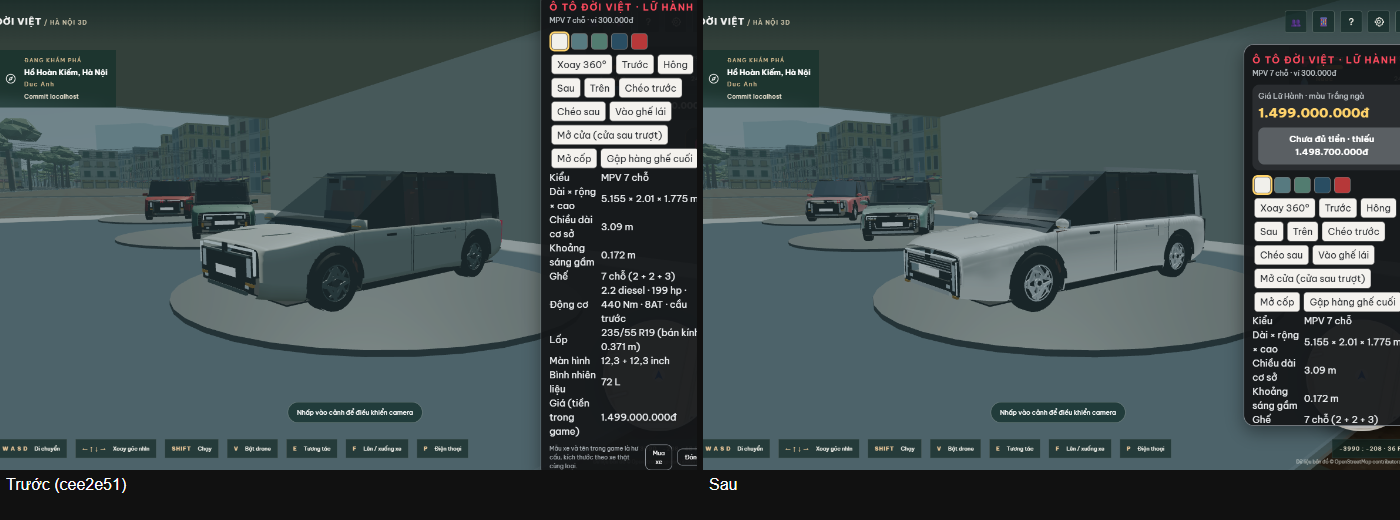 ĐỜI VIỆT / HÀ NỘI 3D
ĐANG KHÁM PHÁ
Hồ Hoàn Kiếm, Hà Nội
Duc Anh
Commit localhost
Ô TÔ ĐỜI VIỆT · LỮ HÀNH
MPV 7 chỗ · ví 300.000đ
Xoay 360° Trước Hông
Sau Trên Chéo trước
Chéo sau Vào ghế lái
Mở cửa (cửa sau trượt)
Mở cốp Gập hàng ghế cuối
Kiểu MPV 7 chỗ
Dài × rộng × cao 5.155 × 2.01 × 1.775 m
Chiều dài cơ sở 3.09 m
Khoảng sáng gầm 0.172 m
Ghế 7 chỗ (2 + 2 + 3)
Động cơ 2.2 diesel · 199 hp · 440 Nm · 8AT · cầu trước
Lốp 235/55 R19 (bán kính 0.371 m)
Màn hình 12,3 + 12,3 inch
Bình nhiên liệu 72 L
Giá (tiền trong game) 1.499.000.000đ
Mẫu xe và tên trong game là hư cấu, kích thước theo xe thật cùng loại.
Mua xe
Nhấp vào cảnh để điều khiển camera
W A S D Di chuyển
←↑↓→ Xoay góc nhìn
SHIFT Chạy
V Bật drone
E Tương tác
F Lên / xuống xe
P Điện thoại
Trước (cee2e51)
ĐỜI VIỆT / HÀ NỘI 3D
?
ĐANG KHÁM PHÁ
Hồ Hoàn Kiếm, Hà Nội
Duc Anh
Commit localhost
Ô TÔ ĐỜI VIỆT · LỮ HÀNH
MPV 7 chỗ · ví 300.000đ
Giá Lữ Hành · màu Trắng ngà
1.499.000.000đ
Chưa đủ tiền · thiếu
1.498.700.000đ
Xoay 360° Trước Hông
Sau Trên Chéo trước
Chéo sau Vào ghế lái
Mở cửa (cửa sau trượt)
Mở cốp Gập hàng ghế cuối
Kiểu MPV 7 chỗ
Dài × rộng × cao 5.155 × 2.01 × 1.775 m
Chiều dài cơ sở 3.09 m
Khoảng sáng gầm 0.172 m
Ghế 7 chỗ (2 + 2 + 3)
Nhấp vào cảnh để điều khiển camera
W A S D Di chuyển
←↑↓→ Xoay góc nhìn
SHIFT Chạy
V Bật drone
E Tương tác
F Lên / xuống xe
P Điện thoại
Dữ liệu bản đồ © OpenStreetMap
Sau